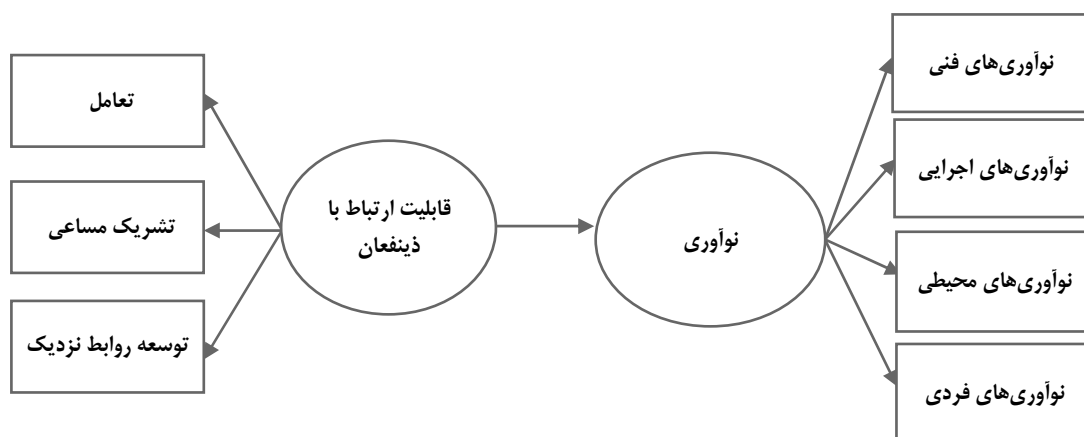 نوآوری‌های فنی
تعامل
نوآوری‌های اجرایی
قابلیت ارتباط با
ذینفعان
تشریک مساعی
نوآوری
نوآوری‌های محیطی
توسعه روابط نزدیک
نوآوری‌های فردی